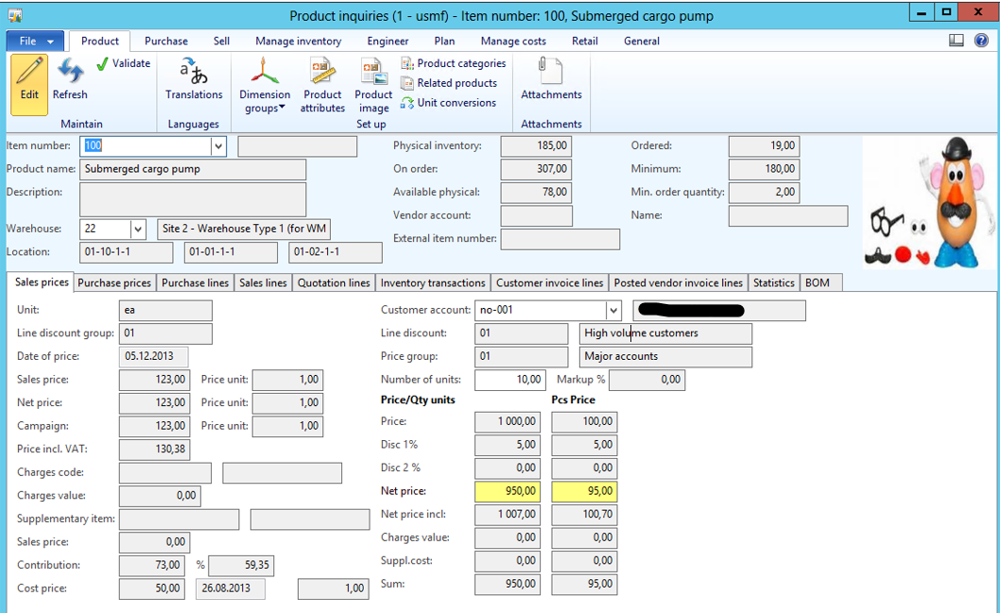 Product inquiries (1 - usmf) - Item number: 100, Submerged cargo pump
File Product Purchase Sell Manage inventory Engineer Plan Manage costs Retail General
Edit Refresh Validate
Maintain
Translations
Languages
Dimension groups Product attributes Product image
Product categories
Related products
Unit conversions
Set up
Attachments
Attachments
Item number: 100 Physical inventory: 185,00 Ordered: 19,00
Product name: Submerged cargo pump On order: 307,00 Minimum: 180,00
Description: Available physical: 78,00 Min. order quantity: 2,00
Vendor account: Name:
Warehouse: 22 Site 2 - Warehouse Type 1 (for WM External item number:
Location: 01-10-1-1 01-01-1-1 01-02-1-1
Sales prices Purchase prices Purchase lines Sales lines Quotation lines Inventory transactions Customer invoice lines Posted vendor invoice lines Statistics BOM
Unit: ea Customer account: no-001
Line discount group: 01 Line discount: 01 High volume customers
Date of price: 05.12.2013 Price group: 01 Major accounts
Sales price: 123,00 Price unit: 1,00 Number of units: 10,00 Markup % 0,00
Net price: 123,00 Price unit: 1,00 Price/Qty units Pcs Price
Campaign: 123,00 Price unit: 1,00 Price: 1 000,00 100,00
Price incl. VAT: 130,38 Disc 1% 5,00 5,00
Charges code: Disc 2 % 0,00 0,00
Charges value: 0,00 Net price: 950,00 95,00
Supplementary item: Net price incl: 1 007,00 100,70
Sales price: 0,00 Charges value: 0,00 0,00
Contribution: 73,00 % 59,35 Suppl.cost: 0,00 0,00
Cost price: 50,00 26.08.2013 1,00 Sum: 950,00 95,00